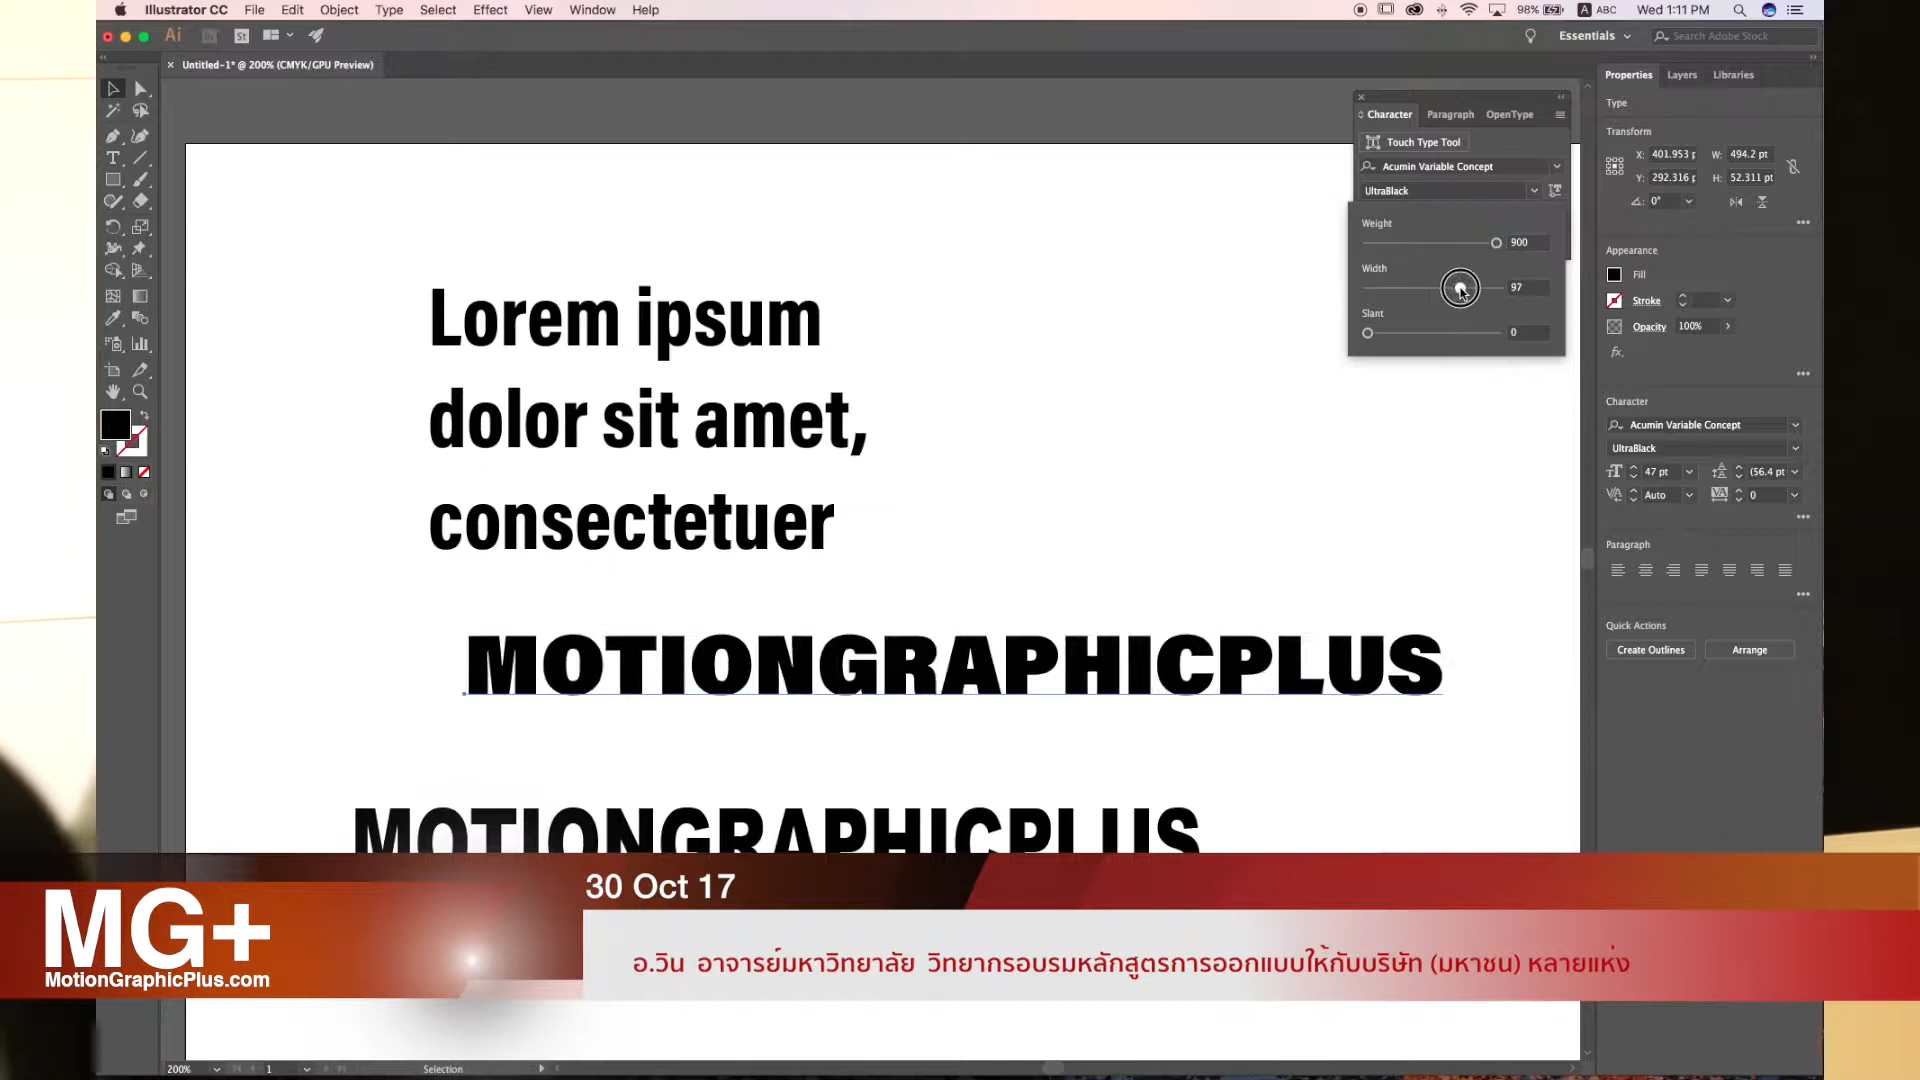 Illustrator CC File Edit Object Type Select Effect View Window Help
98% A ABC Wed 1:11 PM
Ai Br St Essentials Search Adobe Stock
Untitled-1* @ 200% (CMYK/GPU Preview)
Properties Layers Libraries
Type
Transform
X: 401.953 p W: 494.2 pt
Y: 292.316 p H: 52.311 pt
0°
Appearance
Fill
Stroke
Opacity 100%
fx.
Character
Acumin Variable Concept
UltraBlack
47 pt (56.4 pt
Auto 0
Paragraph
Quick Actions
Create Outlines Arrange
Character Paragraph OpenType
Touch Type Tool
Acumin Variable Concept
UltraBlack
Weight
900
Width
97
Slant
0
Lorem ipsum
dolor sit amet,
consectetuer
MOTIONGRAPHICPLUS
MOTIONGRAPHICPLUS
30 Oct 17
MG+
MotionGraphicPlus.com
อ.วิน อาจารย์มหาวิทยาลัย วิทยากรอบรมหลักสูตรการออกแบบให้กับบริษัท (มหาชน) หลายแห่ง
200% 1 Selection